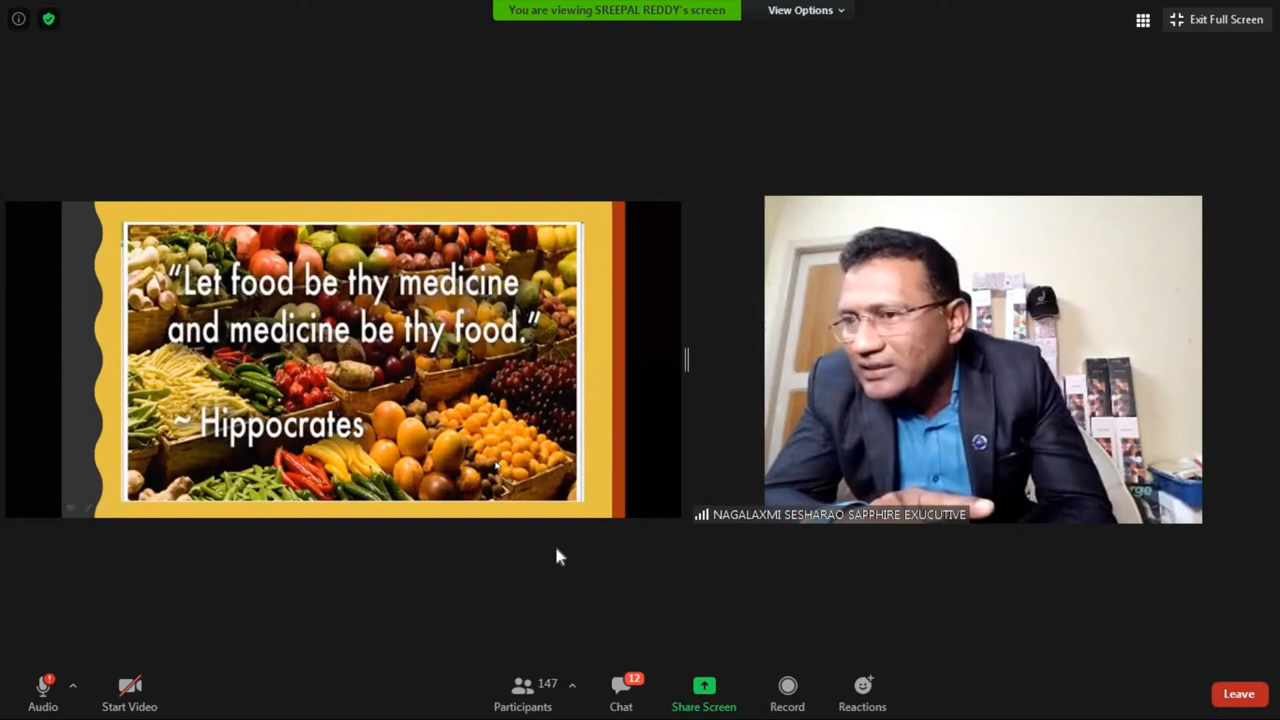 You are viewing SREEPAL REDDY's screen
View Options
Exit Full Screen
“Let food be thy medicine
and medicine be thy food.”
~ Hippocrates
NAGALAXMI SESHARAO SAPPHIRE EXUCUTIVE
Audio
Start Video
147
Participants
12
Chat
Share Screen
Record
Reactions
Leave